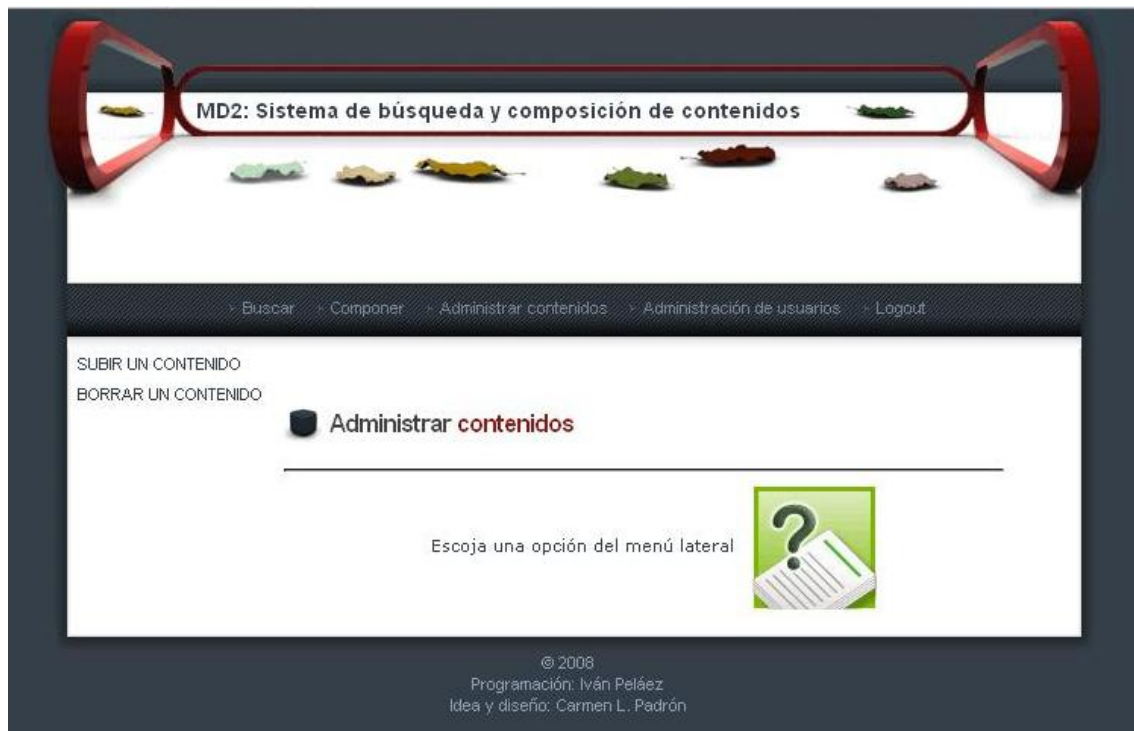 MD2: Sistema de búsqueda y composición de contenidos
Buscar Componer Administrar contenidos Administración de usuarios Logout
SUBIR UN CONTENIDO
BORRAR UN CONTENIDO
Administrar contenidos
Escoja una opción del menú lateral
?
© 2008
Programación: Iván Peláez
Idea y diseño: Carmen L. Padrón